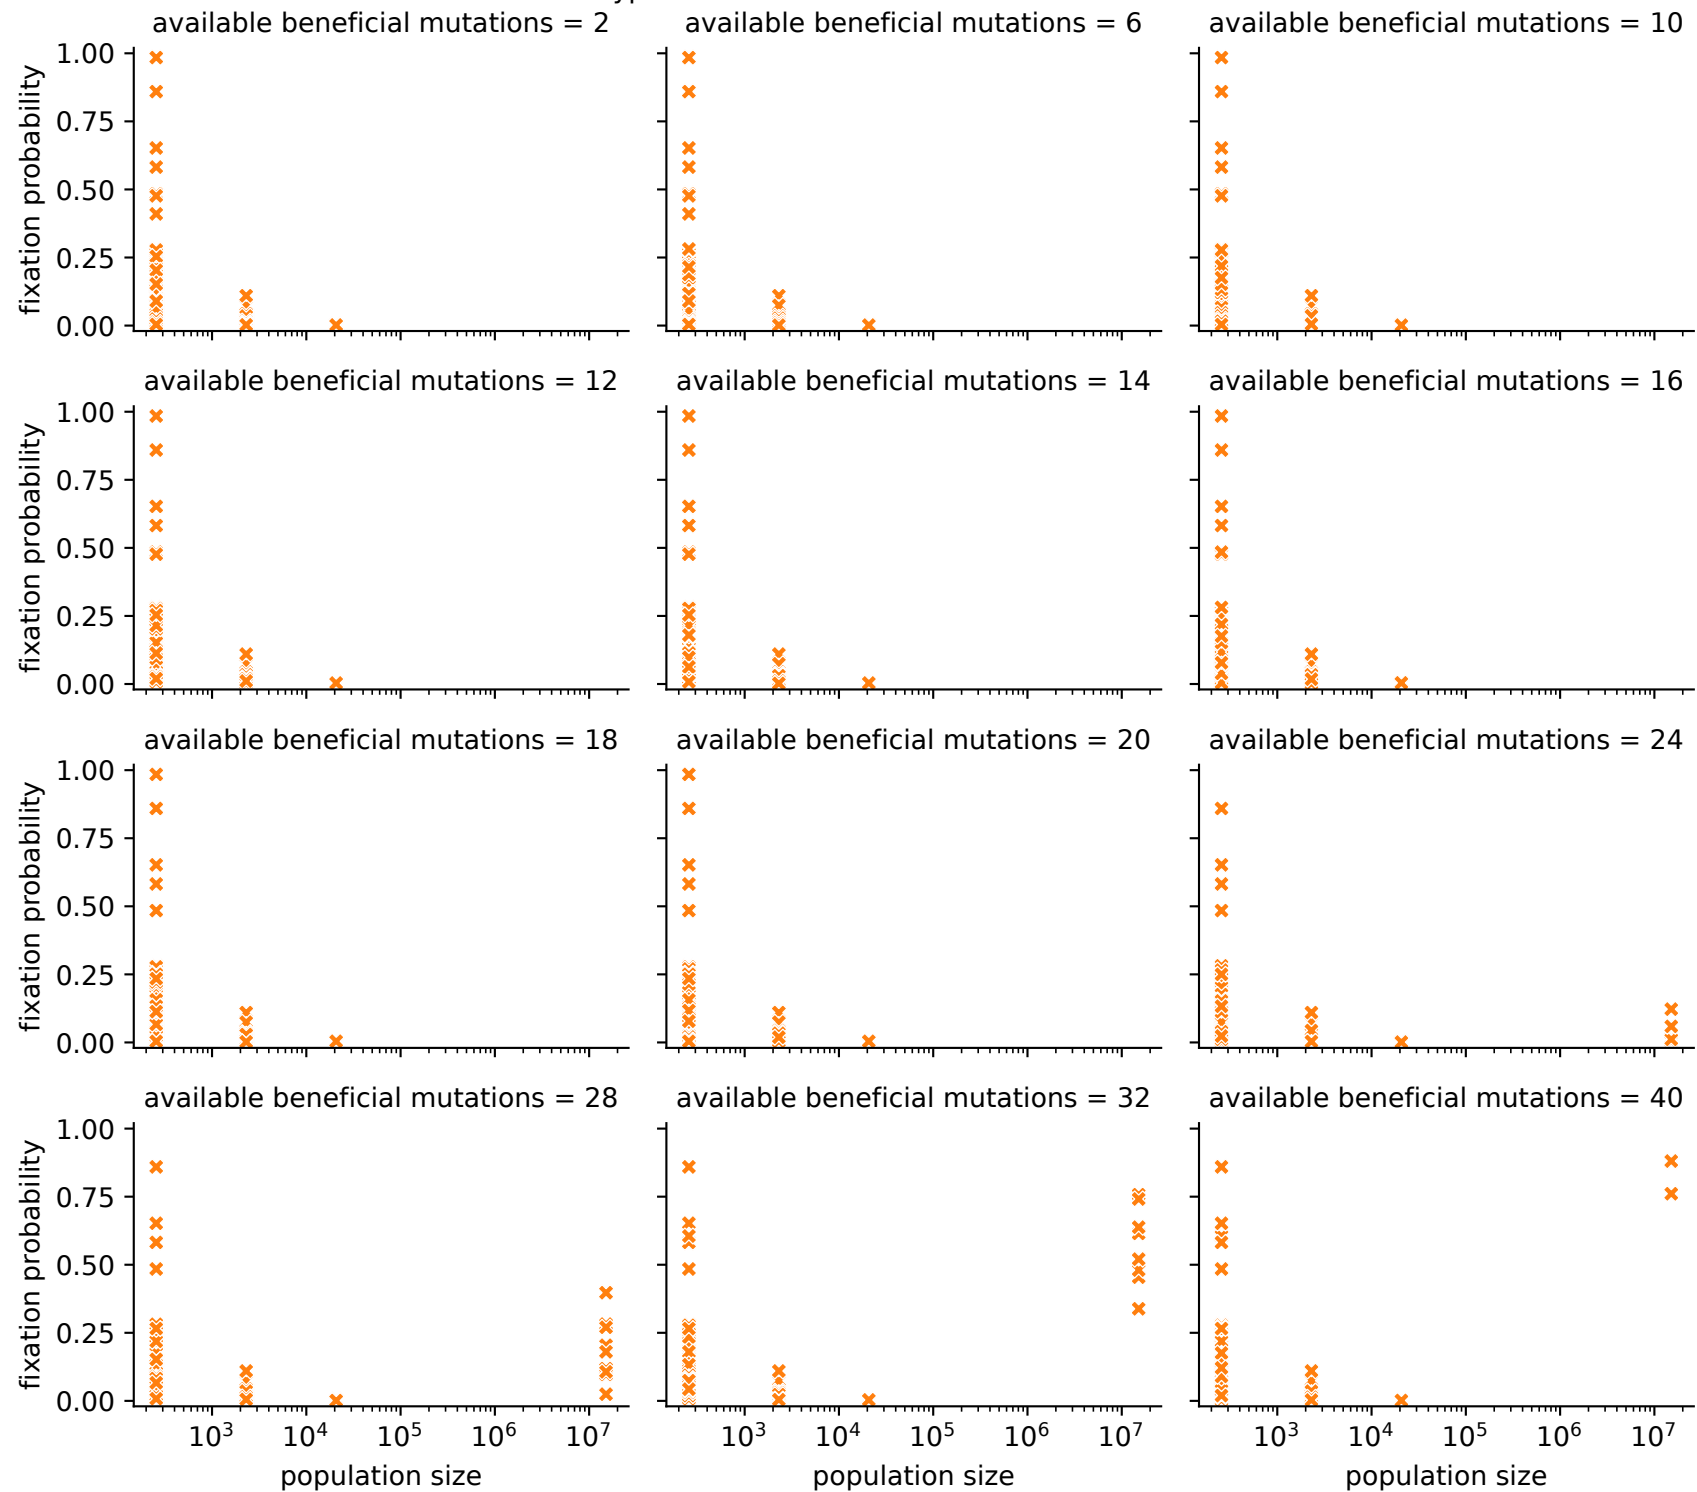 available beneficial mutations = 2
available beneficial mutations = 6
available beneficial mutations = 10
1.00
0.75
0.50
0.25
0.00
fixation probability
available beneficial mutations = 12
available beneficial mutations = 14
available beneficial mutations = 16
1.00
0.75
0.50
0.25
0.00
fixation probability
available beneficial mutations = 18
available beneficial mutations = 20
available beneficial mutations = 24
1.00
0.75
0.50
0.25
0.00
fixation probability
available beneficial mutations = 28
available beneficial mutations = 32
available beneficial mutations = 40
1.00
0.75
0.50
0.25
0.00
fixation probability
10³ 10⁴ 10⁵ 10⁶ 10⁷
10³ 10⁴ 10⁵ 10⁶ 10⁷
10³ 10⁴ 10⁵ 10⁶ 10⁷
population size
population size
population size